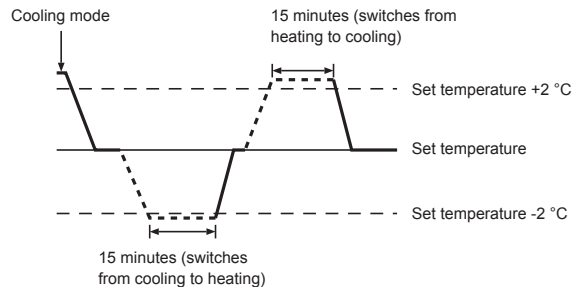 Cooling mode
15 minutes (switches from
heating to cooling)
Set temperature +2 °C
Set temperature
Set temperature -2 °C
15 minutes (switches
from cooling to heating)